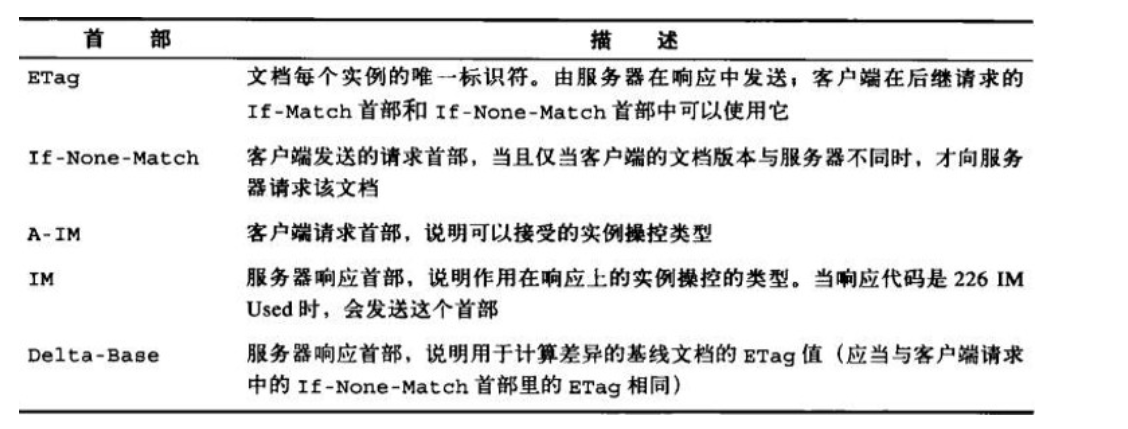 首 部 描 述
ETag 文档每个实例的唯一标识符。由服务器在响应中发送；客户端在后继请求的
If-Match 首部和 If-None-Match 首部中可以使用它
If-None-Match 客户端发送的请求首部，当且仅当客户端的文档版本与服务器不同时，才向服务
器请求该文档
A-IM 客户端请求首部，说明可以接受的实例操控类型
IM 服务器响应首部，说明作用在响应上的实例操控的类型。当响应代码是 226 IM
Used 时，会发送这个首部
Delta-Base 服务器响应首部，说明用于计算差异的基线文档的 ETag 值（应当与客户端请求
中的 If-None-Match 首部里的 ETag 相同）